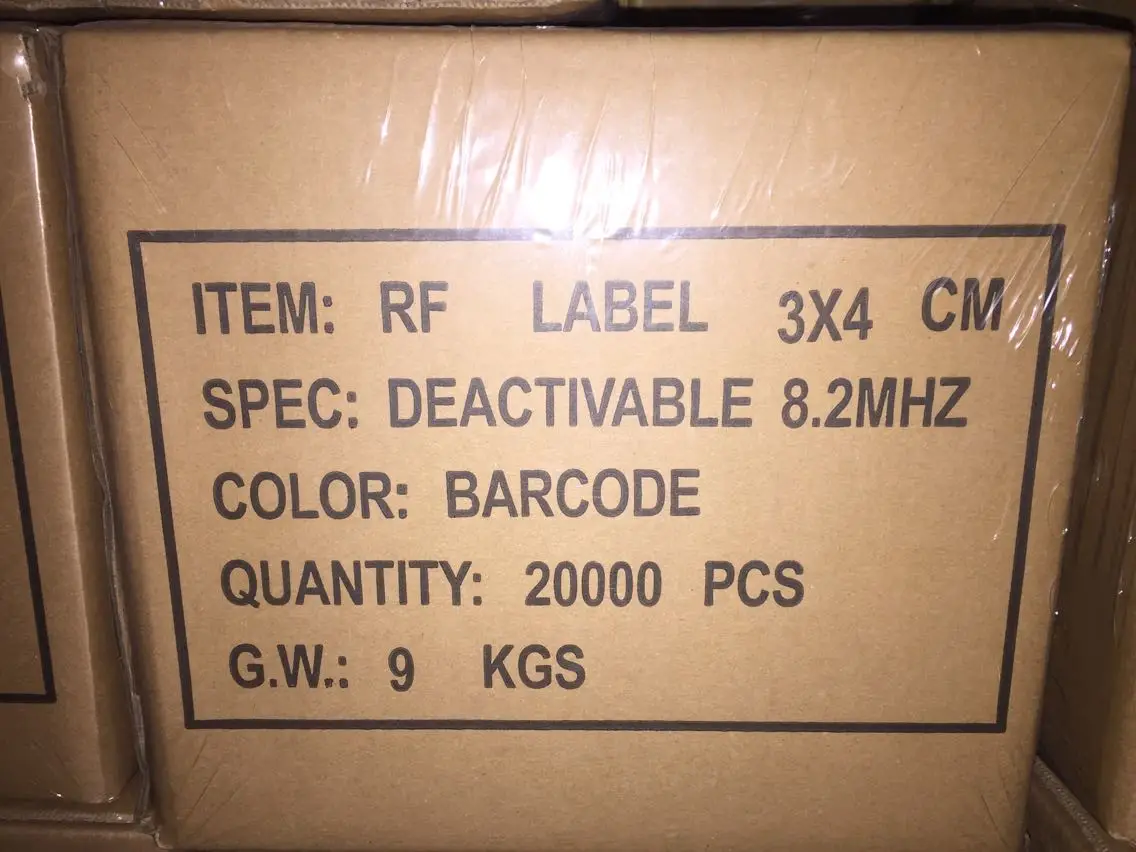 ITEM: RF LABEL 3X4 CM
SPEC: DEACTIVABLE 8.2MHZ
COLOR: BARCODE
QUANTITY: 20000 PCS
G.W.: 9 KGS